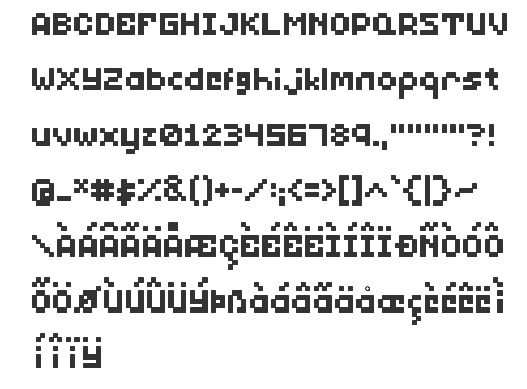 ABCDEFGHIJKLMNOPQRSTUV
WXYZabcdefghijklmnopqrst
uvwxyz0123456789.,""""""?!
@_*#$%&()+-/:;<=>[]^`{|}~
\ÀÁÂÃÄÅÆÇÈÉÊËÌÍÎÏÐÑÒÓÔ
ÕÖØÙÚÛÜÝÞßàáâãäåæçèéêëì
íîïÿ